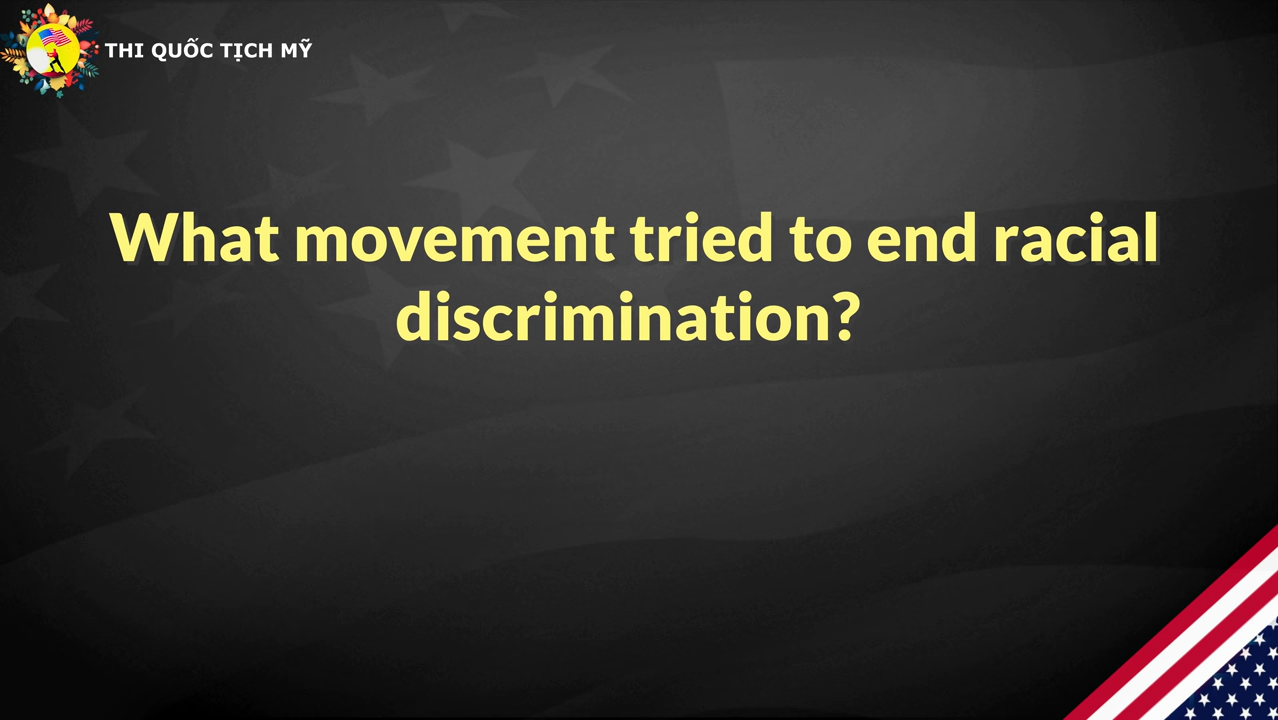 THI QUỐC TỊCH MỸ
What movement tried to end racial
discrimination?